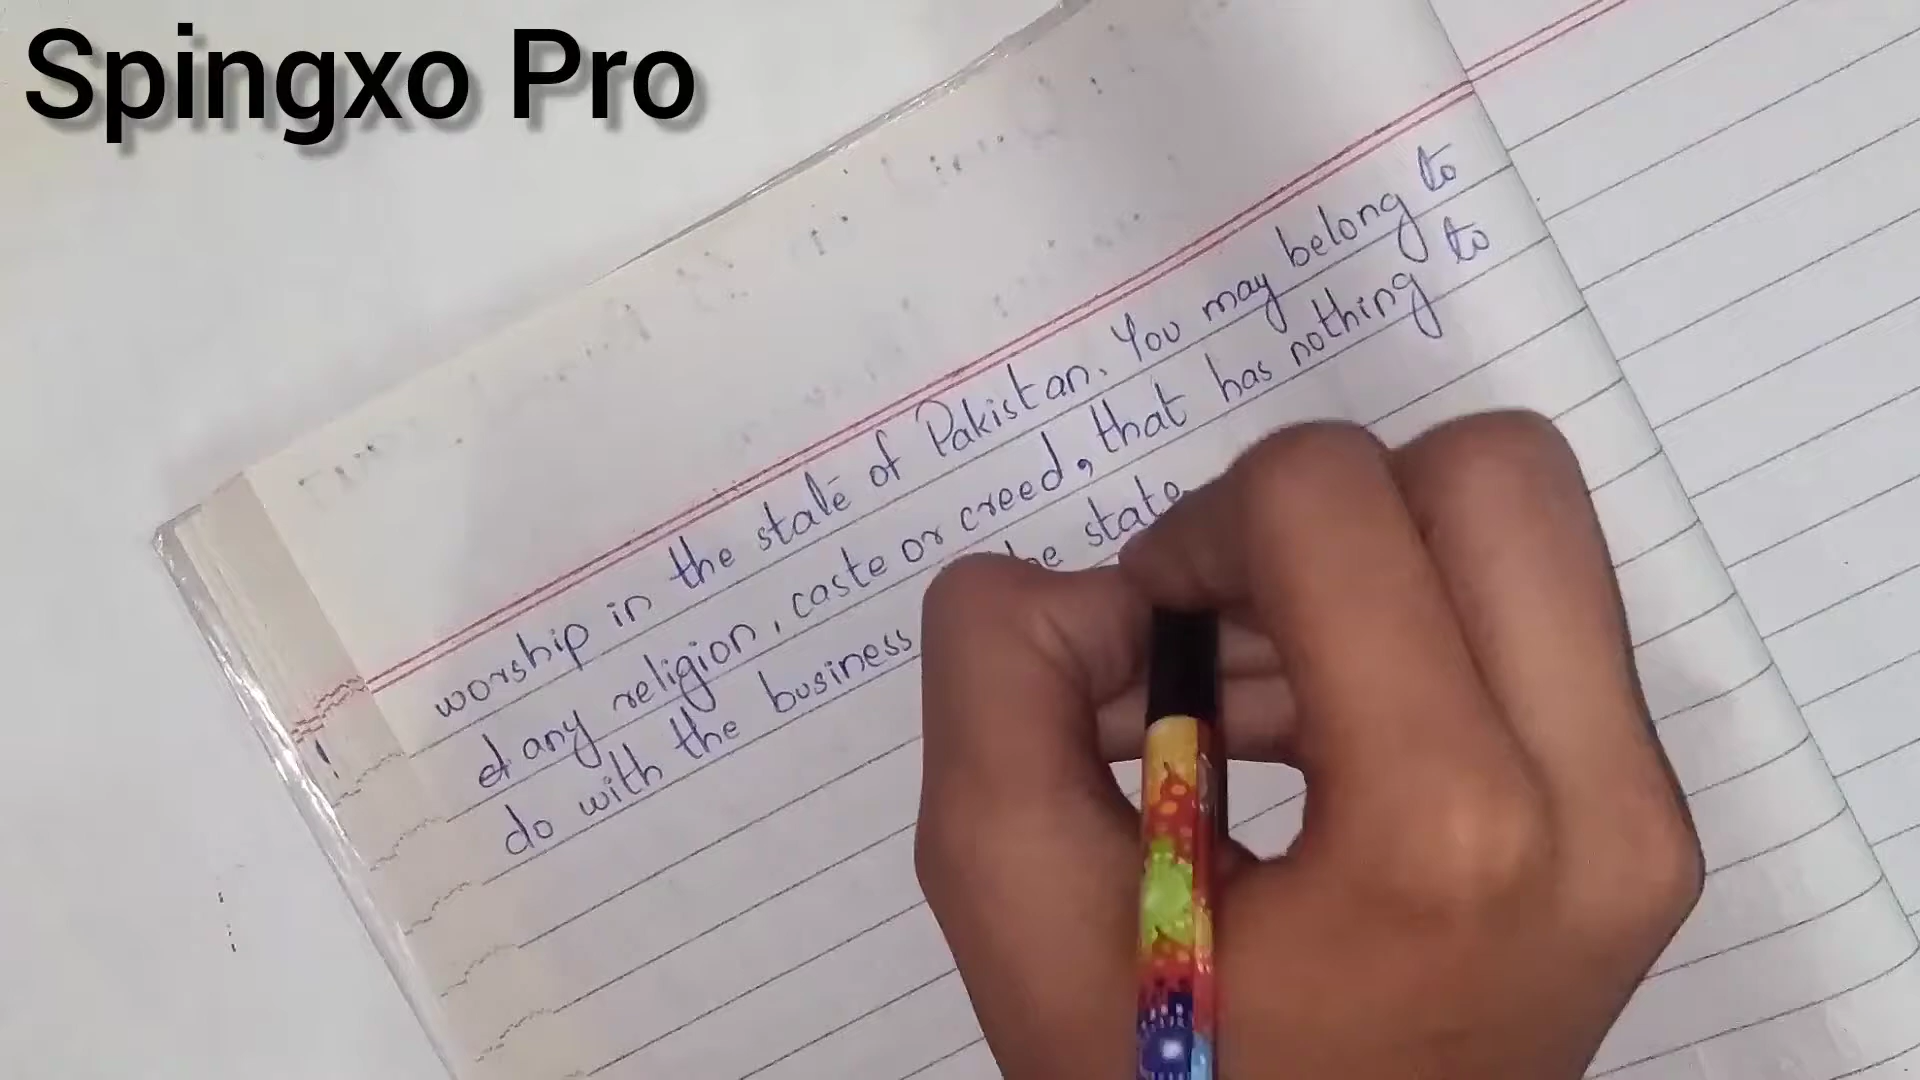 Spingxo Pro
worship in the state of Pakistan. You may belong to
any religion, caste or creed, that has nothing to
do with the business he state